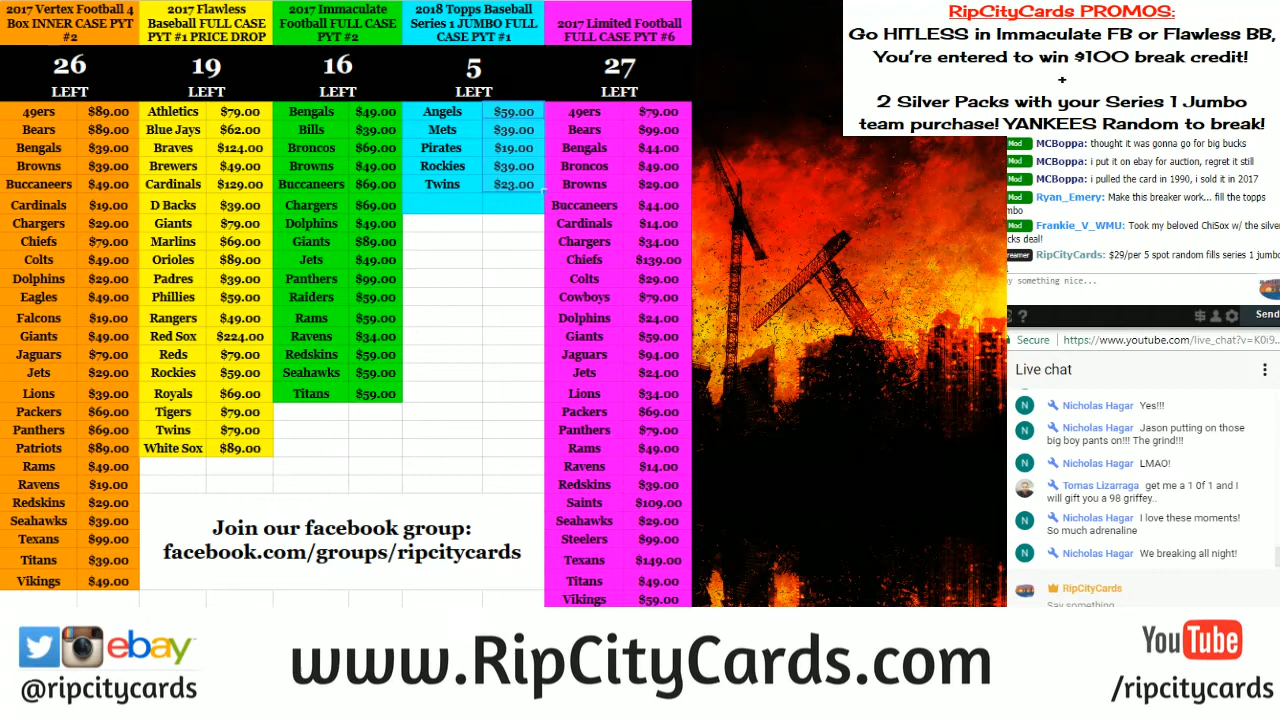 2017 Vertex Football 4
Box INNER CASE PYT
#2
26
LEFT
49ers $89.00
Bears $89.00
Bengals $39.00
Browns $39.00
Buccaneers $49.00
Cardinals $19.00
Chargers $29.00
Chiefs $79.00
Colts $49.00
Dolphins $29.00
Eagles $49.00
Falcons $19.00
Giants $49.00
Jaguars $79.00
Jets $29.00
Lions $39.00
Packers $69.00
Panthers $69.00
Patriots $89.00
Rams $49.00
Ravens $19.00
Redskins $29.00
Seahawks $39.00
Texans $99.00
Titans $39.00
Vikings $49.00
2017 Flawless
Baseball FULL CASE
PYT #1 PRICE DROP
19
LEFT
Athletics $79.00
Blue Jays $62.00
Braves $124.00
Brewers $49.00
Cardinals $129.00
D Backs $39.00
Giants $79.00
Marlins $69.00
Orioles $89.00
Padres $39.00
Phillies $59.00
Rangers $49.00
Red Sox $224.00
Reds $79.00
Rockies $59.00
Royals $69.00
Tigers $79.00
Twins $79.00
White Sox $89.00
2017 Immaculate
Football FULL CASE
PYT #2
16
LEFT
Bengals $49.00
Bills $39.00
Broncos $69.00
Browns $49.00
Buccaneers $69.00
Chargers $69.00
Dolphins $49.00
Giants $89.00
Jets $49.00
Panthers $99.00
Raiders $59.00
Rams $59.00
Ravens $34.00
Redskins $59.00
Seahawks $59.00
Titans $59.00
2018 Topps Baseball
Series 1 JUMBO FULL
CASE PYT #1
5
LEFT
Angels $59.00
Mets $39.00
Pirates $19.00
Rockies $39.00
Twins $23.00
2017 Limited Football
FULL CASE PYT #6
27
LEFT
49ers $79.00
Bears $99.00
Bengals $44.00
Broncos $49.00
Browns $29.00
Buccaneers $44.00
Cardinals $14.00
Chargers $34.00
Chiefs $139.00
Colts $29.00
Cowboys $79.00
Dolphins $24.00
Giants $59.00
Jaguars $94.00
Jets $24.00
Lions $34.00
Packers $69.00
Panthers $79.00
Rams $49.00
Ravens $14.00
Redskins $39.00
Saints $109.00
Seahawks $29.00
Steelers $99.00
Texans $149.00
Titans $49.00
Vikings $59.00
Join our facebook group:
facebook.com/groups/ripcitycards
RipCityCards PROMOS:
Go HITLESS in Immaculate FB or Flawless BB,
You're entered to win $100 break credit!
+
2 Silver Packs with your Series 1 Jumbo
team purchase! YANKEES Random to break!
Mod MCBoppa: thought it was gonna go for big bucks
Mod MCBoppa: i put it on ebay for auction, regret it still
Mod MCBoppa: i pulled the card in 1990, i sold it in 2017
Mod Ryan_Emery: Make this breaker work... fill the topps
mbo
Mod Frankie_V_WMU: Took my beloved ChiSox w/ the silver
cks deal!
eamer RipCityCards: $29/per 5 spot random fills series 1 jumbo
y something nice...
? Send
Secure https://www.youtube.com/live_chat?v=K0i9...
Live chat
N Nicholas Hagar Yes!!!
N Nicholas Hagar Jason putting on those
big boy pants on!!! The grind!!!
N Nicholas Hagar LMAO!
Tomas Lizarraga get me a 1 of 1 and I
will gift you a 98 griffey..
N Nicholas Hagar I love these moments!
So much adrenaline
N Nicholas Hagar We breaking all night!
RipCityCards
Say something...
ebay
@ripcitycards
www.RipCityCards.com
YouTube
/ripcitycards